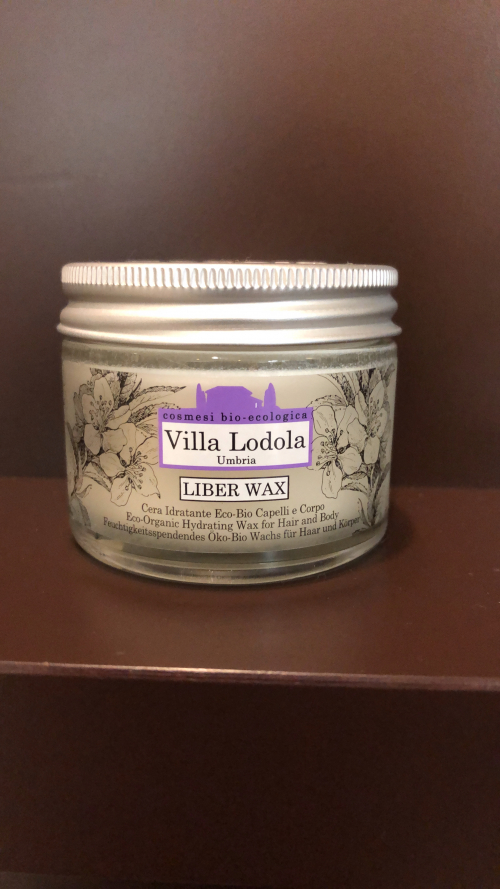 cosmesi bio-ecologica
Villa Lodola
Umbria
LIBER WAX
Cera Idratante Eco-Bio Capelli e Corpo
Eco-Organic Hydrating Wax for Hair and Body
Feuchtigkeitsspendendes Öko-Bio Wachs für Haar und Körper